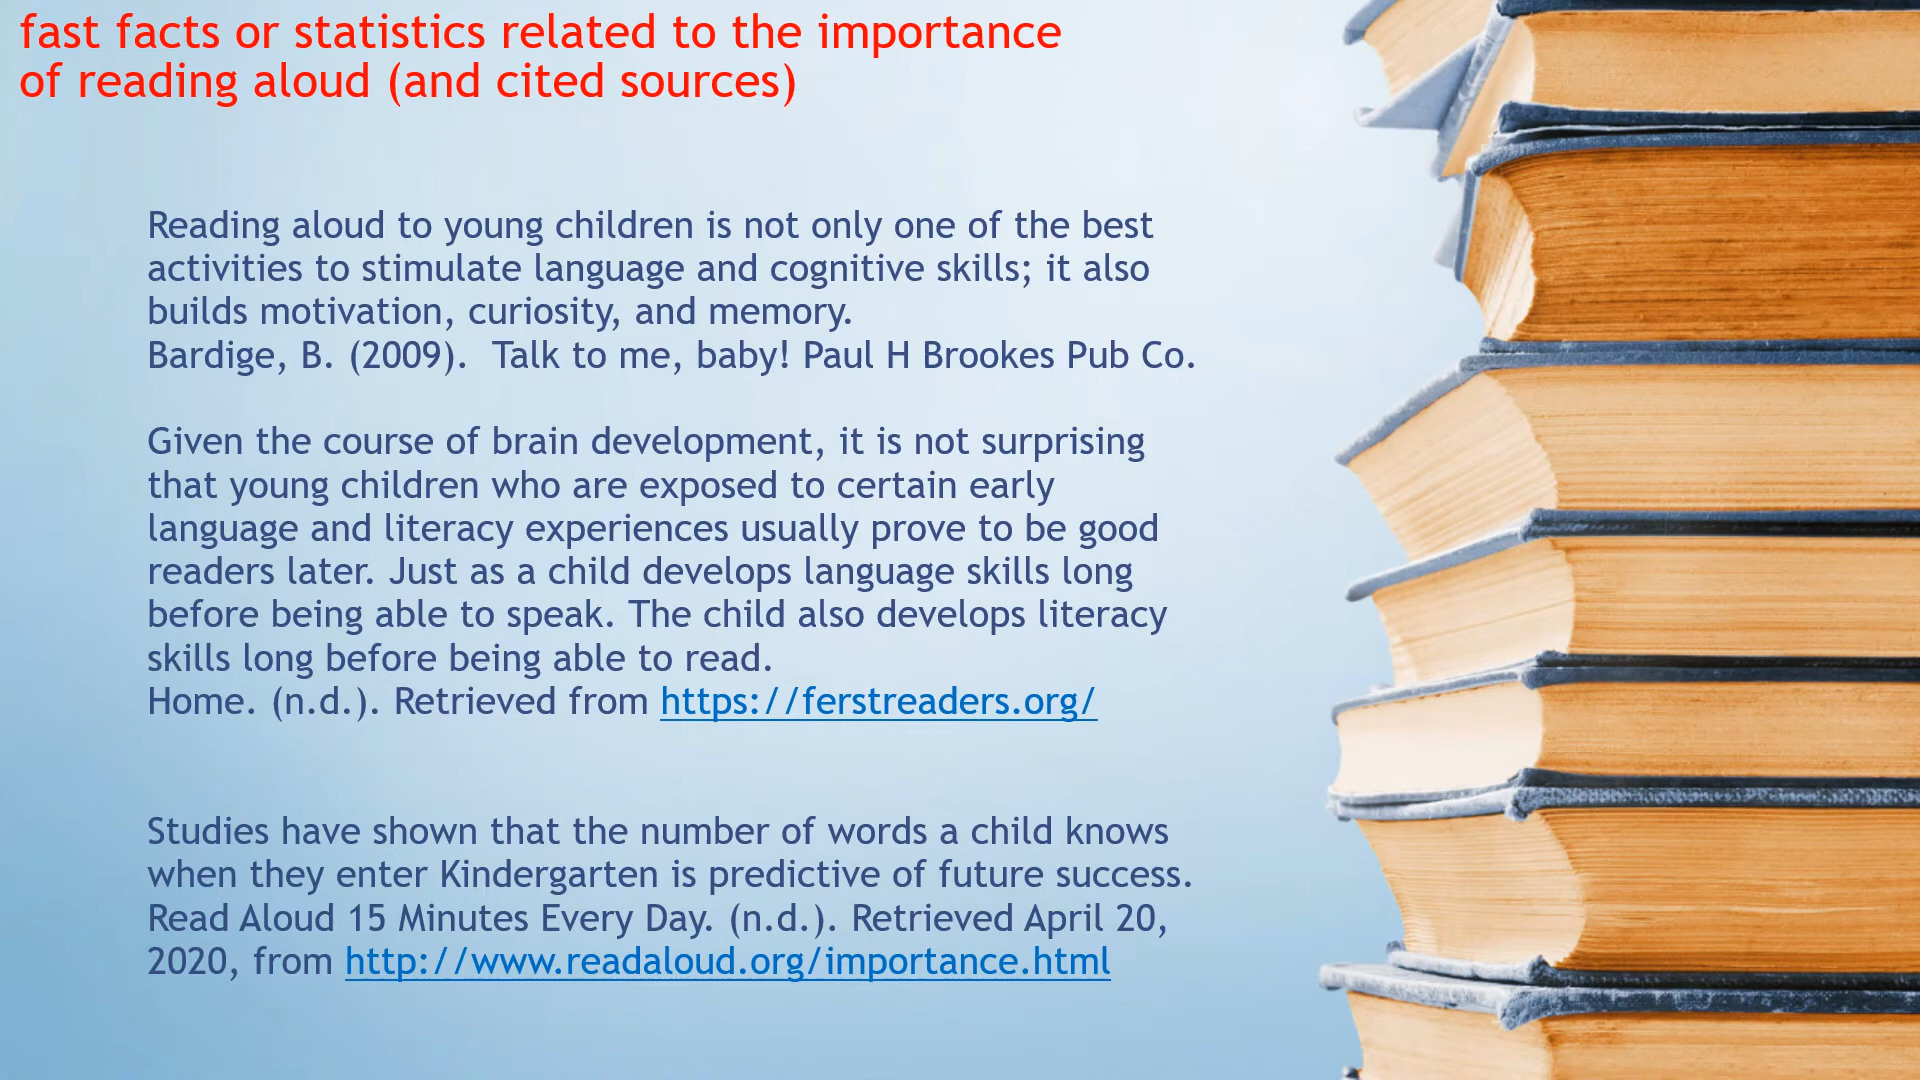 fast facts or statistics related to the importance
of reading aloud (and cited sources)
Reading aloud to young children is not only one of the best
activities to stimulate language and cognitive skills; it also
builds motivation, curiosity, and memory.
Bardige, B. (2009).  Talk to me, baby! Paul H Brookes Pub Co.
Given the course of brain development, it is not surprising
that young children who are exposed to certain early
language and literacy experiences usually prove to be good
readers later. Just as a child develops language skills long
before being able to speak. The child also develops literacy
skills long before being able to read.
Home. (n.d.). Retrieved from https://ferstreaders.org/
Studies have shown that the number of words a child knows
when they enter Kindergarten is predictive of future success.
Read Aloud 15 Minutes Every Day. (n.d.). Retrieved April 20,
2020, from http://www.readaloud.org/importance.html